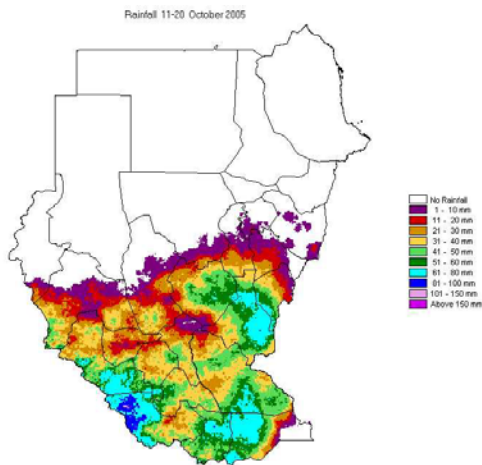 Rainfall 11-20 October 2005
No Rainfall
1 - 10 mm
11 - 20 mm
21 - 30 mm
31 - 40 mm
41 - 50 mm
51 - 60 mm
61 - 80 mm
81 - 100 mm
101 - 150 mm
Above 150 mm